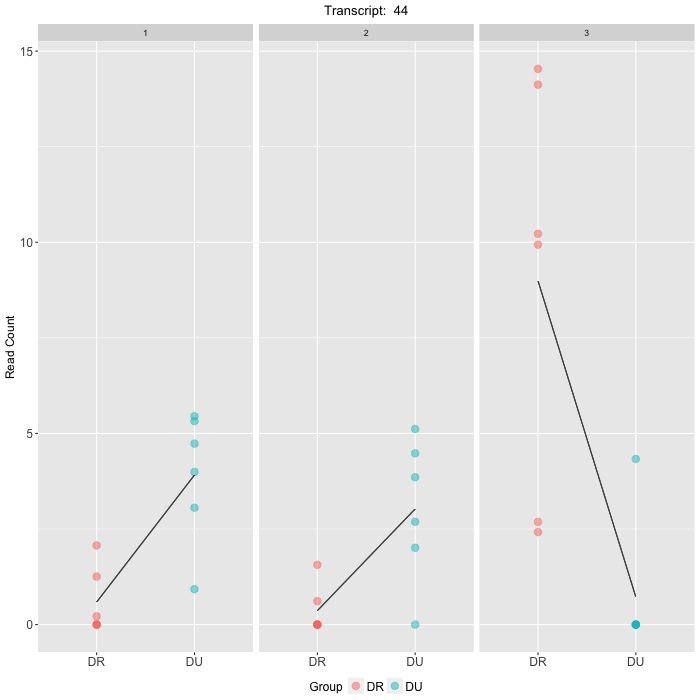 Transcript: 44
1 2 3
15
10
5
0
Read Count
DR DU DR DU DR DU
Group DR DU